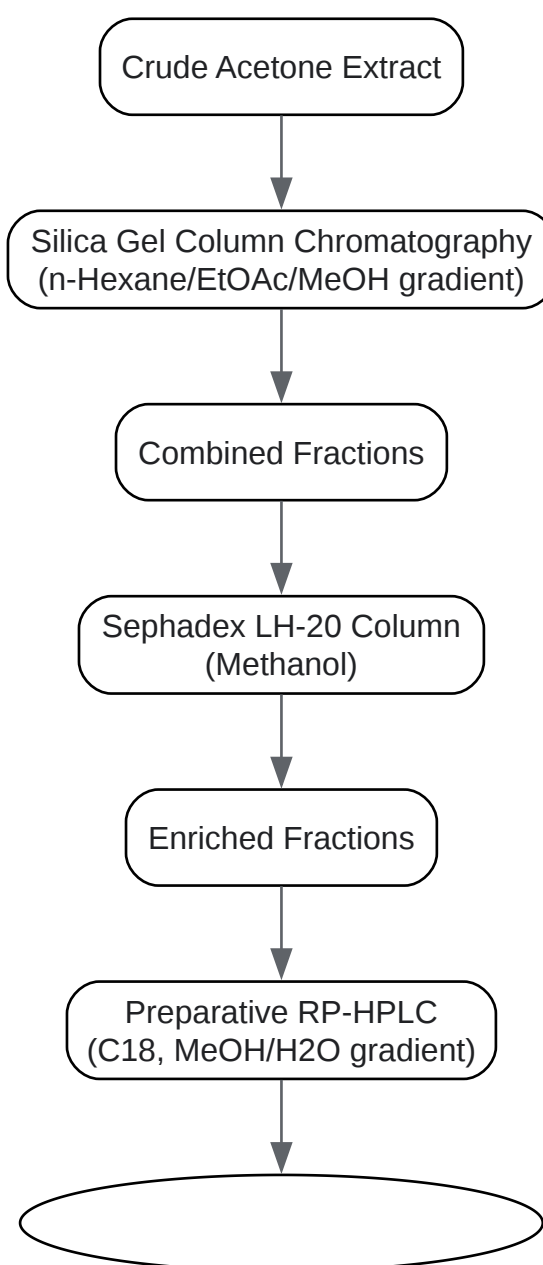 Crude Acetone Extract
Silica Gel Column Chromatography
(n-Hexane/EtOAc/MeOH gradient)
Combined Fractions
Sephadex LH-20 Column
(Methanol)
Enriched Fractions
Preparative RP-HPLC
(C18, MeOH/H2O gradient)